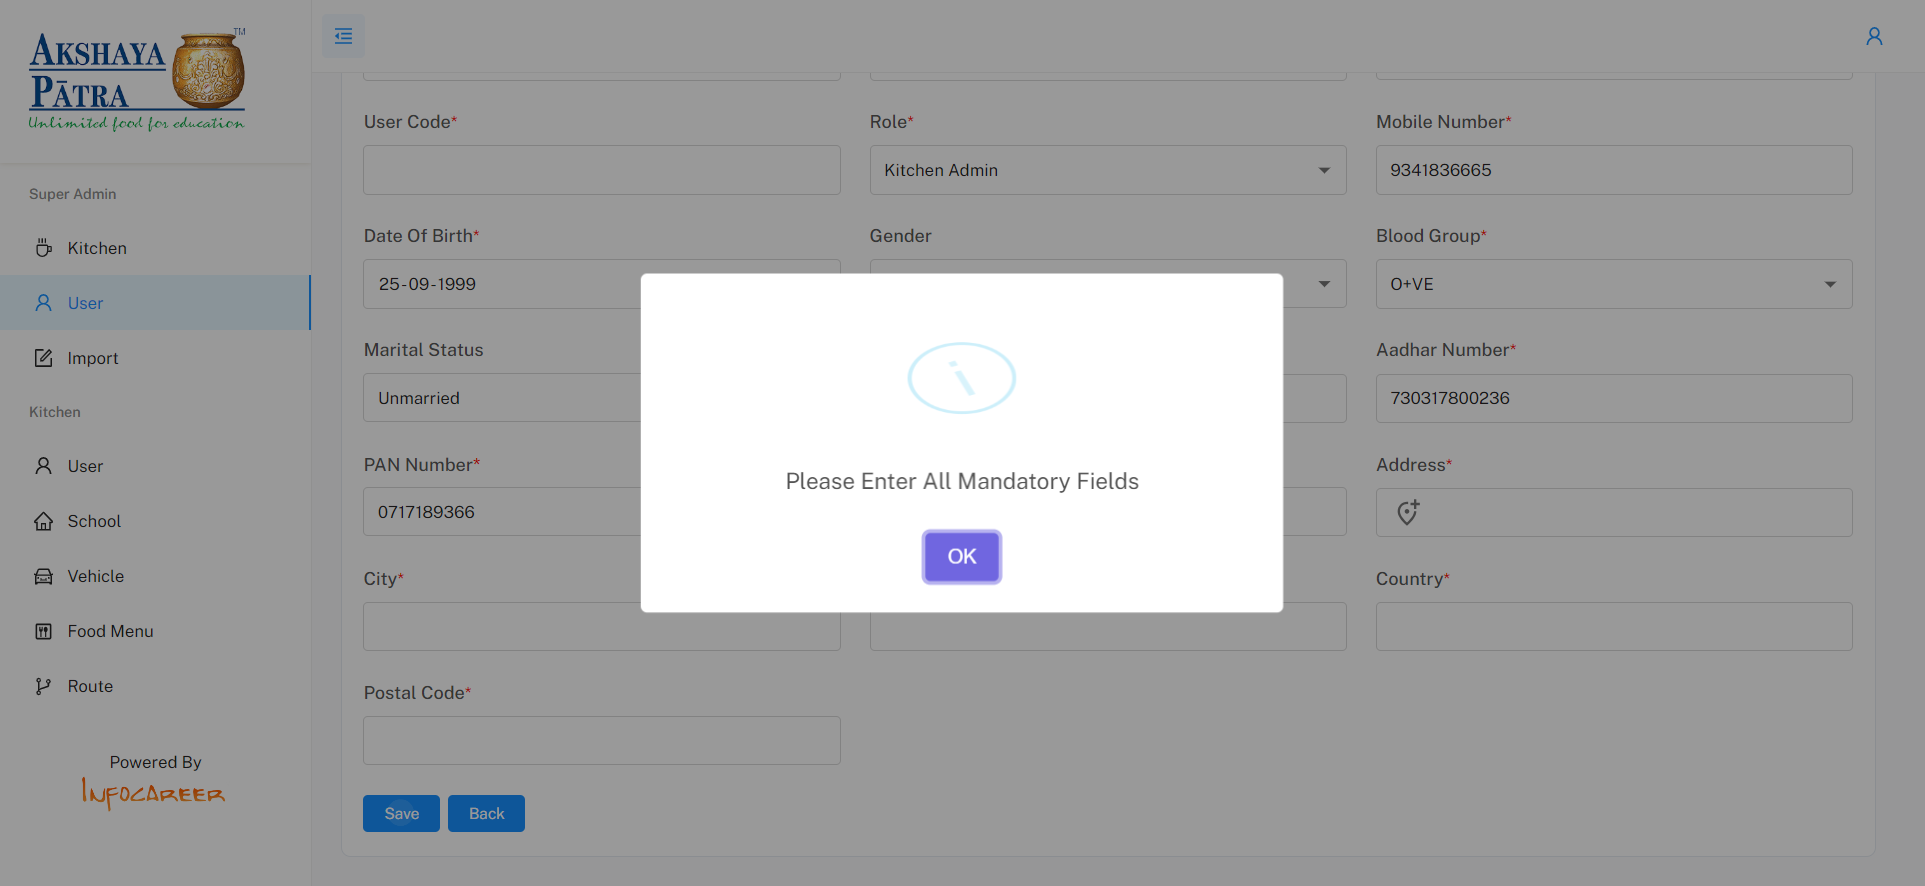 AKSHAYA
PĀTRA
TM
Unlimited food for education
Super Admin
Kitchen
User
Import
Kitchen
User
School
Vehicle
Food Menu
Route
Powered By
INFOCAREER
User Code*
Role*
Mobile Number*
Kitchen Admin
9341836665
Date Of Birth*
Gender
Blood Group*
25-09-1999
O+VE
Marital Status
Aadhar Number*
Unmarried
730317800236
PAN Number*
Address*
0717189366
City*
Country*
Postal Code*
Save
Back
Please Enter All Mandatory Fields
OK